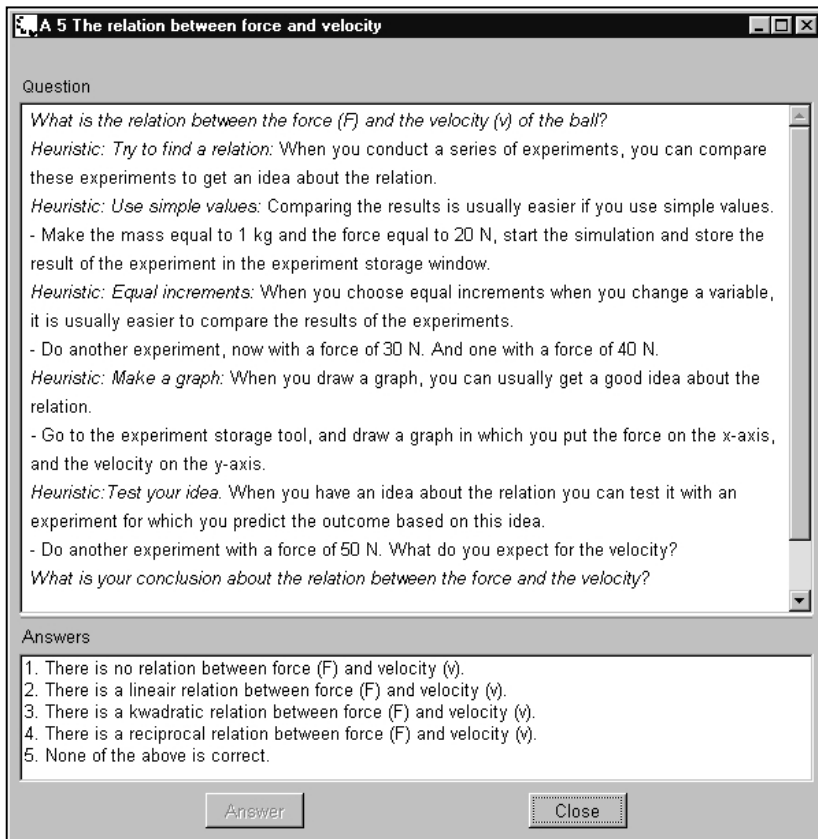 A 5 The relation between force and velocity
Question
What is the relation between the force (F) and the velocity (v) of the ball?
Heuristic: Try to find a relation: When you conduct a series of experiments, you can compare
these experiments to get an idea about the relation.
Heuristic: Use simple values: Comparing the results is usually easier if you use simple values.
- Make the mass equal to 1 kg and the force equal to 20 N, start the simulation and store the
result of the experiment in the experiment storage window.
Heuristic: Equal increments: When you choose equal increments when you change a variable,
it is usually easier to compare the results of the experiments.
- Do another experiment, now with a force of 30 N. And one with a force of 40 N.
Heuristic: Make a graph: When you draw a graph, you can usually get a good idea about the
relation.
- Go to the experiment storage tool, and draw a graph in which you put the force on the x-axis,
and the velocity on the y-axis.
Heuristic:Test your idea. When you have an idea about the relation you can test it with an
experiment for which you predict the outcome based on this idea.
- Do another experiment with a force of 50 N. What do you expect for the velocity?
What is your conclusion about the relation between the force and the velocity?
Answers
1. There is no relation between force (F) and velocity (v).
2. There is a lineair relation between force (F) and velocity (v).
3. There is a kwadratic relation between force (F) and velocity (v).
4. There is a reciprocal relation between force (F) and velocity (v).
5. None of the above is correct.
Answer
Close